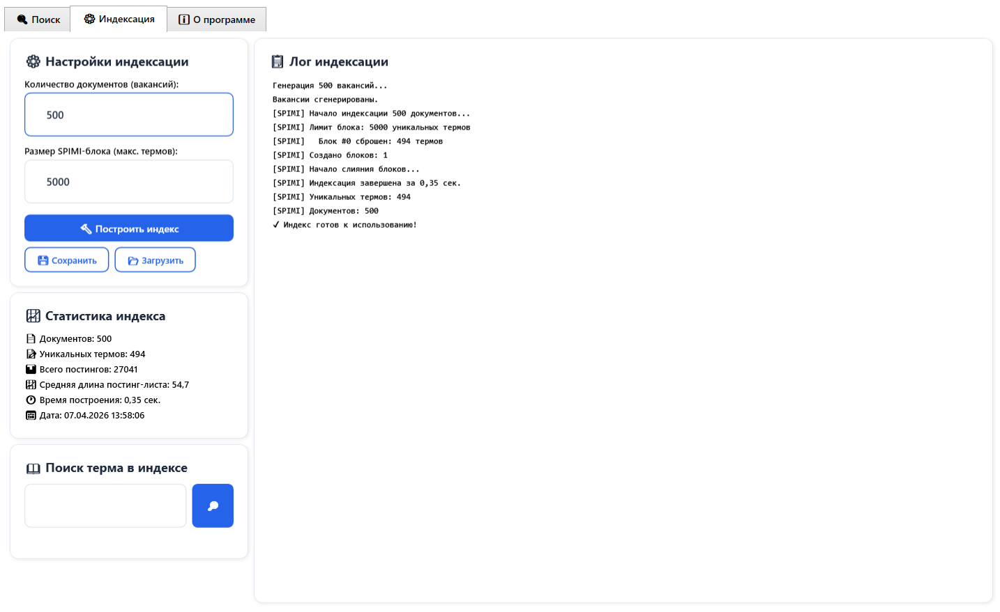 Поиск
Индексация
О программе
Настройки индексации
Количество документов (вакансий):
500
Размер SPIMI-блока (макс. термов):
5000
Построить индекс
Сохранить
Загрузить
Статистика индекса
Документов: 500
Уникальных термов: 494
Всего постингов: 27041
Средняя длина постинг-листа: 54,7
Время построения: 0,35 сек.
Дата: 07.04.2026 13:58:06
Поиск терма в индексе
Лог индексации
Генерация 500 вакансий...
Вакансии сгенерированы.
[SPIMI] Начало индексации 500 документов...
[SPIMI] Лимит блока: 5000 уникальных термов
[SPIMI]   Блок #0 сброшен: 494 термов
[SPIMI] Создано блоков: 1
[SPIMI] Начало слияния блоков...
[SPIMI] Индексация завершена за 0,35 сек.
[SPIMI] Уникальных термов: 494
[SPIMI] Документов: 500
✓ Индекс готов к использованию!